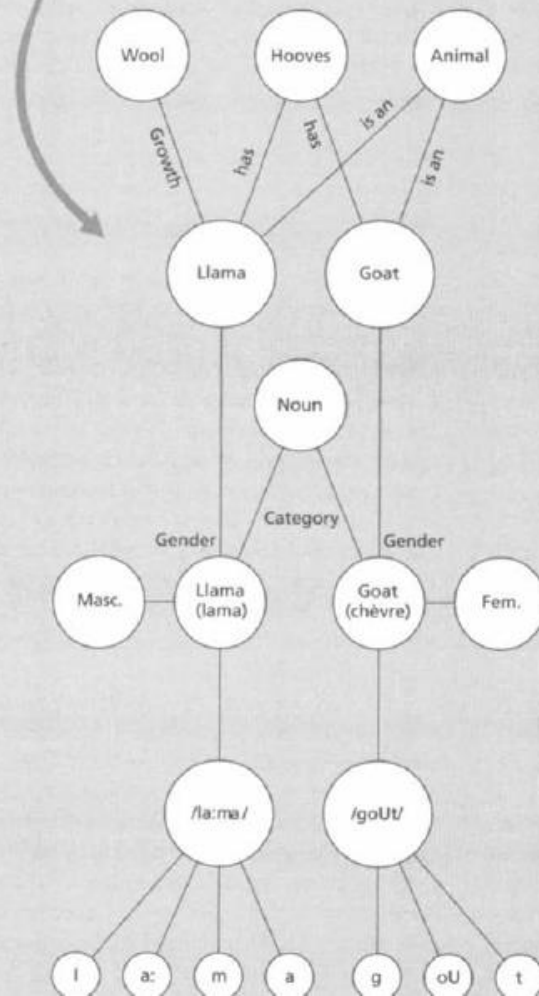 Wool Hooves Animal
Growth has has is an is an
Llama Goat
Noun
Category
Gender Gender
Masc. Llama (lama) Goat (chèvre) Fem.
/la:ma/ /goUt/
l a: m a g oU t